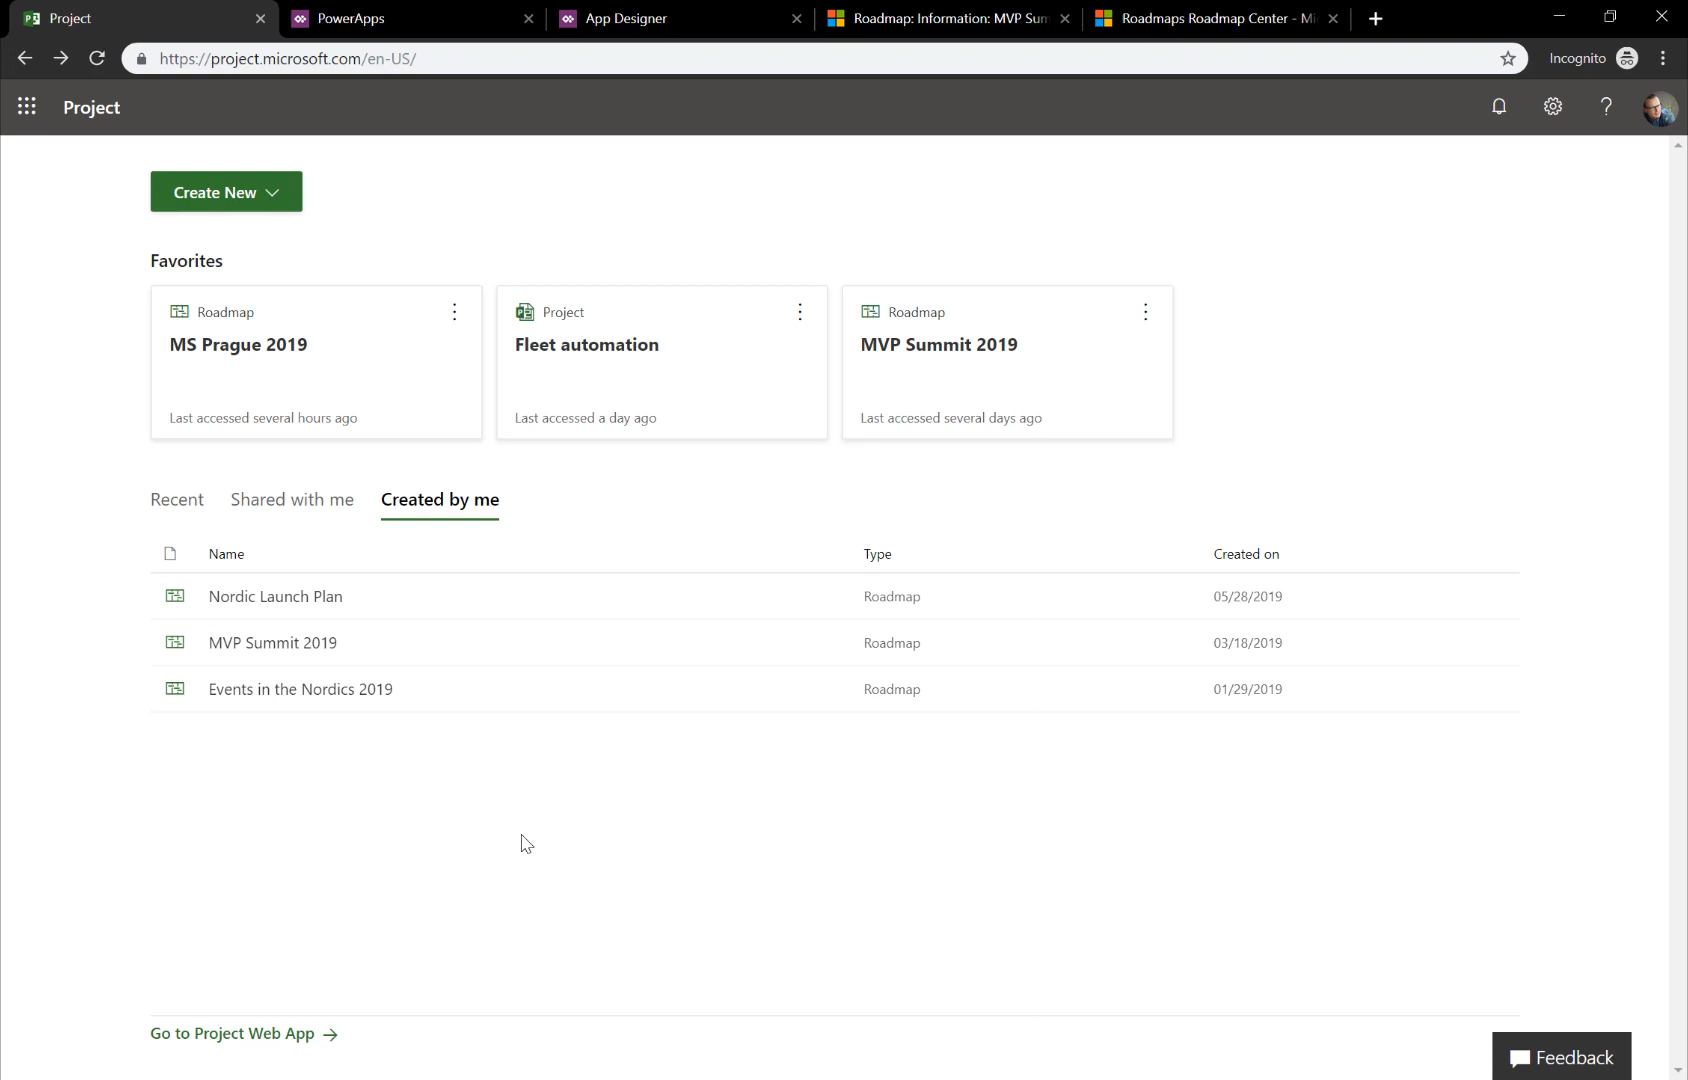 Project
PowerApps
App Designer
Roadmap: Information: MVP Sum
Roadmaps Roadmap Center - Mi
https://project.microsoft.com/en-US/
Incognito
Project
Create New
Favorites
Roadmap
MS Prague 2019
Last accessed several hours ago
Project
Fleet automation
Last accessed a day ago
Roadmap
MVP Summit 2019
Last accessed several days ago
Recent Shared with me Created by me
Name Type Created on
Nordic Launch Plan Roadmap 05/28/2019
MVP Summit 2019 Roadmap 03/18/2019
Events in the Nordics 2019 Roadmap 01/29/2019
Go to Project Web App
Feedback